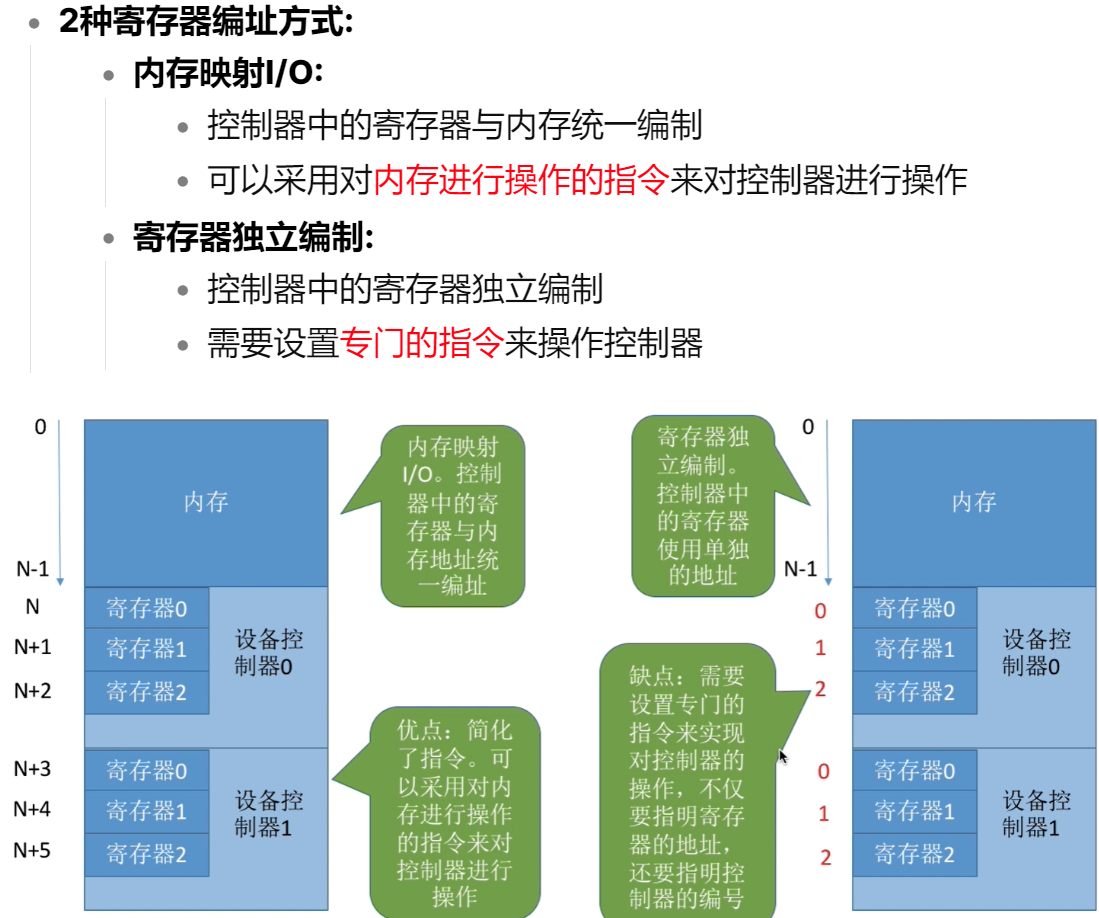 2种寄存器编址方式:
内存映射I/O:
控制器中的寄存器与内存统一编制
可以采用对内存进行操作的指令来对控制器进行操作
寄存器独立编制:
控制器中的寄存器独立编制
需要设置专门的指令来操作控制器
0
内存
N-1
N
寄存器0
N+1
寄存器1
N+2
寄存器2
设备控
制器0
N+3
寄存器0
N+4
寄存器1
N+5
寄存器2
设备控
制器1
内存映射
I/O。控制
器中的寄
存器与内
存地址统
一编址
优点：简化
了指令。可
以采用对内
存进行操作
的指令来对
控制器进行
操作
寄存器独
立编制。
控制器中
的寄存器
使用单独
的地址
缺点：需要
设置专门的
指令来实现
对控制器的
操作，不仅
要指明寄存
器的地址，
还要指明控
制器的编号
0
内存
N-1
0
寄存器0
1
寄存器1
2
寄存器2
设备控
制器0
0
寄存器0
1
寄存器1
2
寄存器2
设备控
制器1